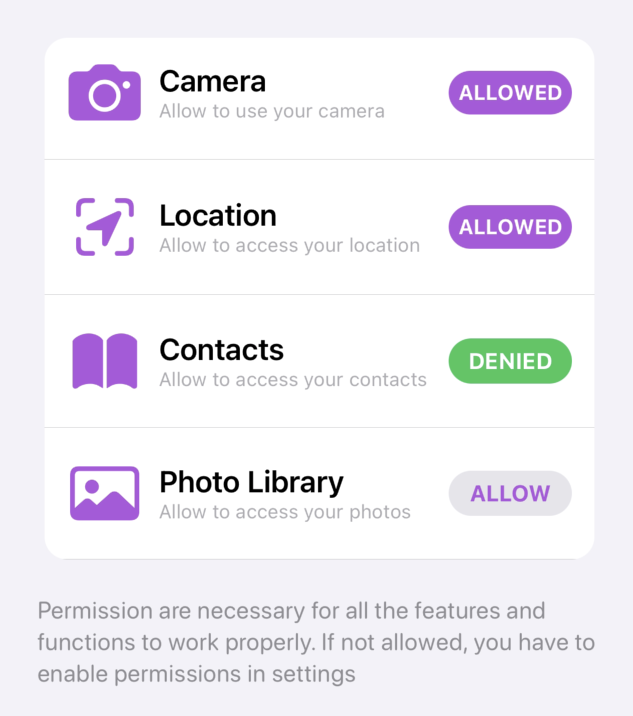 Camera
Allow to use your camera
ALLOWED
Location
Allow to access your location
ALLOWED
Contacts
Allow to access your contacts
DENIED
Photo Library
Allow to access your photos
ALLOW
Permission are necessary for all the features and
functions to work properly. If not allowed, you have to
enable permissions in settings